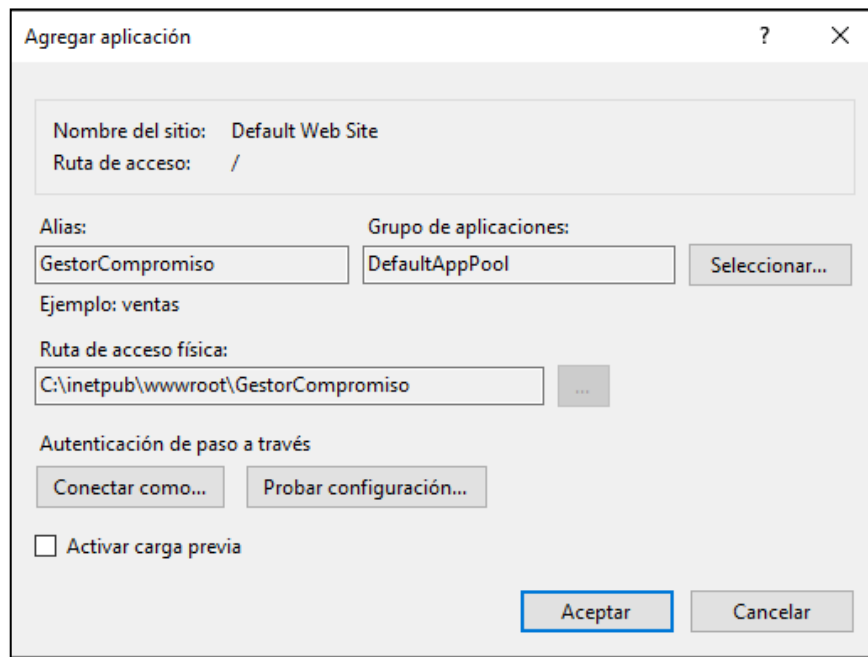 Agregar aplicación ?
Nombre del sitio: Default Web Site
Ruta de acceso: /
Alias: Grupo de aplicaciones:
GestorCompromiso DefaultAppPool Seleccionar...
Ejemplo: ventas
Ruta de acceso física:
C:\inetpub\wwwroot\GestorCompromiso ...
Autenticación de paso a través
Conectar como... Probar configuración...
Activar carga previa
Aceptar Cancelar